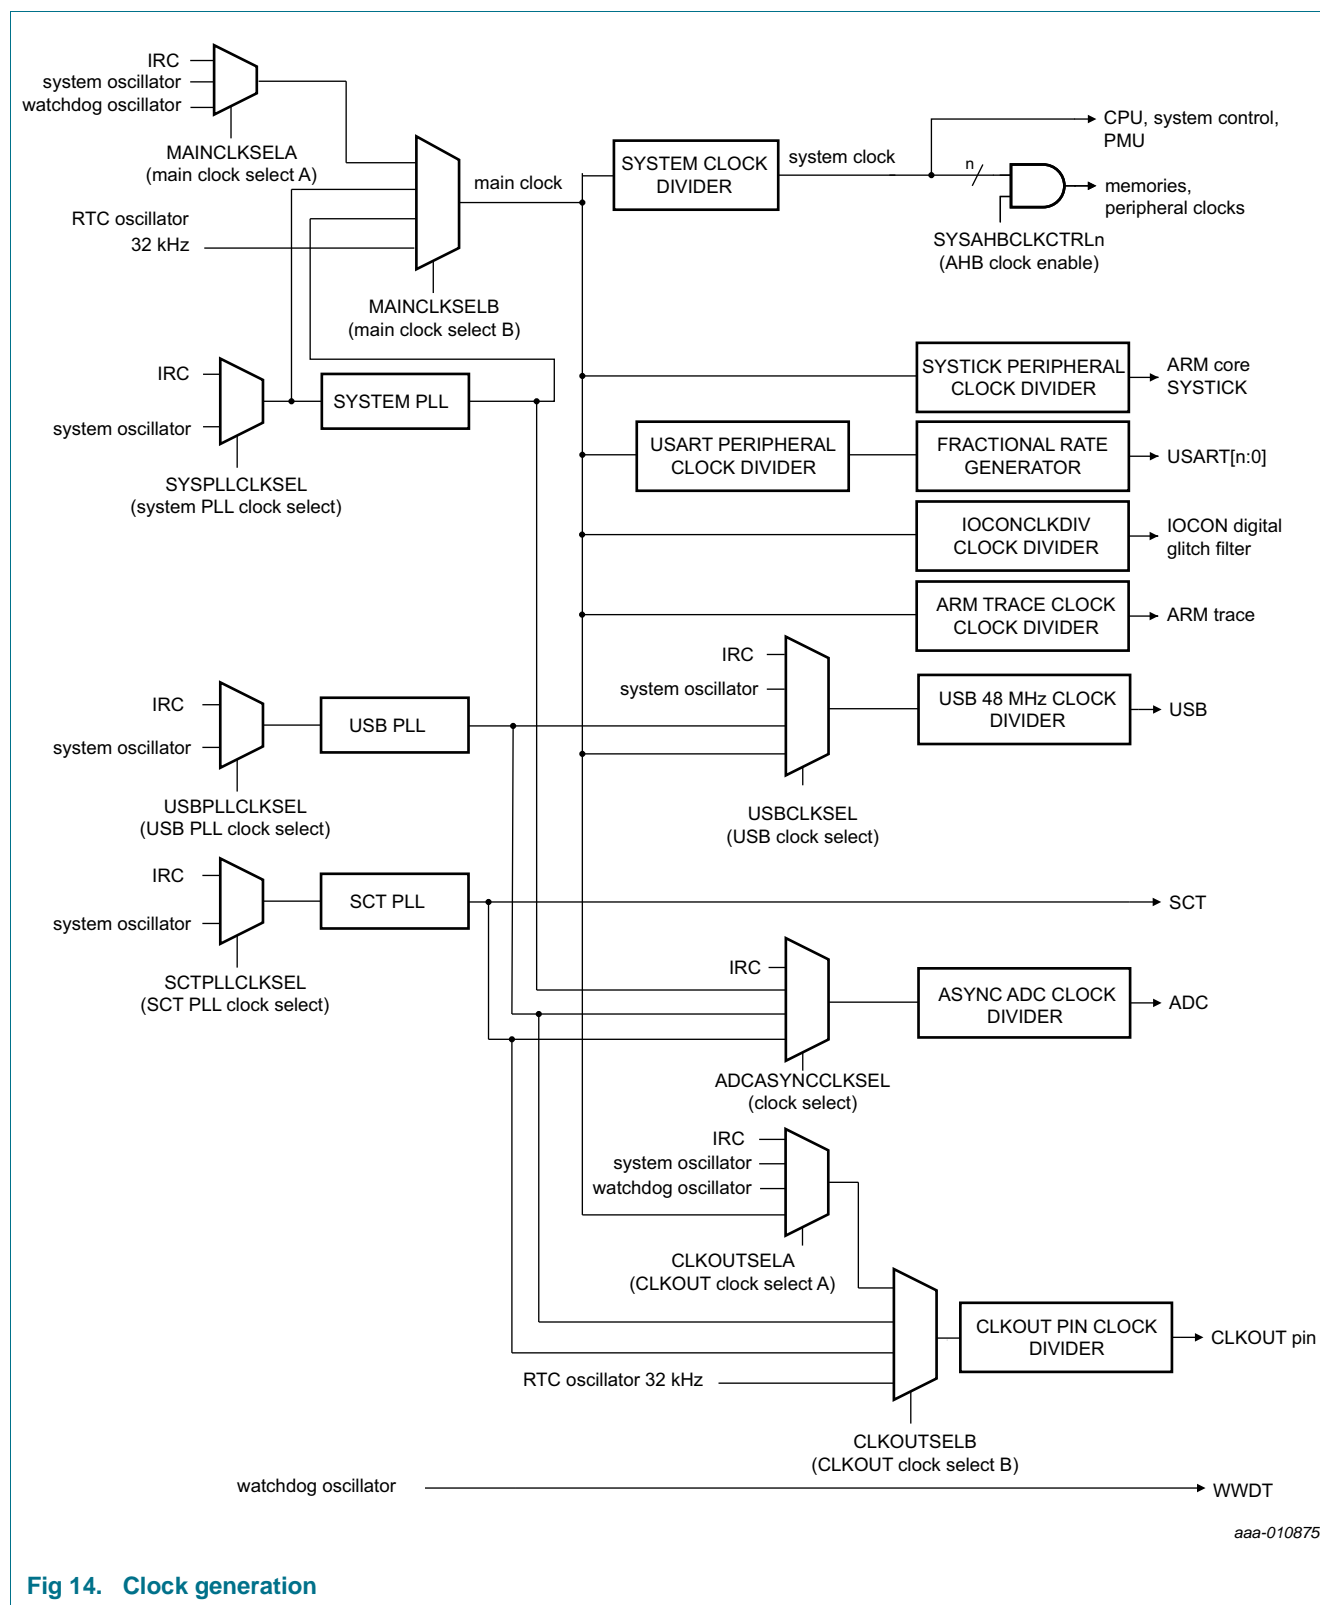 IRC
system oscillator
watchdog oscillator
MAINCLKSELA
(main clock select A)
RTC oscillator
32 kHz
main clock
MAINCLKSELB
(main clock select B)
SYSTEM CLOCK
DIVIDER
system clock
n
CPU, system control,
PMU
memories,
peripheral clocks
SYSAHBCLKCTRLn
(AHB clock enable)
IRC
system oscillator
SYSTEM PLL
SYSPLLCLKSEL
(system PLL clock select)
SYSTICK PERIPHERAL
CLOCK DIVIDER
ARM core
SYSTICK
USART PERIPHERAL
CLOCK DIVIDER
FRACTIONAL RATE
GENERATOR
USART[n:0]
IOCONCLKDIV
CLOCK DIVIDER
IOCON digital
glitch filter
ARM TRACE CLOCK
CLOCK DIVIDER
ARM trace
IRC
system oscillator
USB PLL
USBPLLCLKSEL
(USB PLL clock select)
IRC
system oscillator
USBCLKSEL
(USB clock select)
USB 48 MHz CLOCK
DIVIDER
USB
IRC
system oscillator
SCT PLL
SCTPLLCLKSEL
(SCT PLL clock select)
SCT
IRC
ADCASYNCCLKSEL
(clock select)
ASYNC ADC CLOCK
DIVIDER
ADC
IRC
system oscillator
watchdog oscillator
CLKOUTSELA
(CLKOUT clock select A)
RTC oscillator 32 kHz
CLKOUTSELB
(CLKOUT clock select B)
CLKOUT PIN CLOCK
DIVIDER
CLKOUT pin
watchdog oscillator
WWDT
aaa-010875
Fig 14. Clock generation